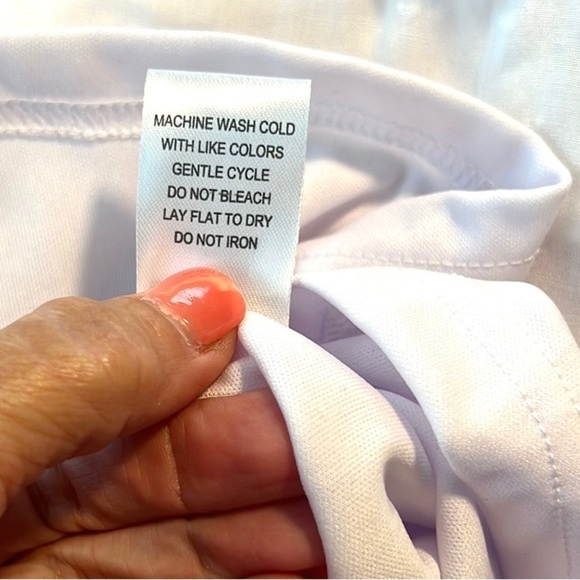 MACHINE WASH COLD
WITH LIKE COLORS
GENTLE CYCLE
DO NOT BLEACH
LAY FLAT TO DRY
DO NOT IRON